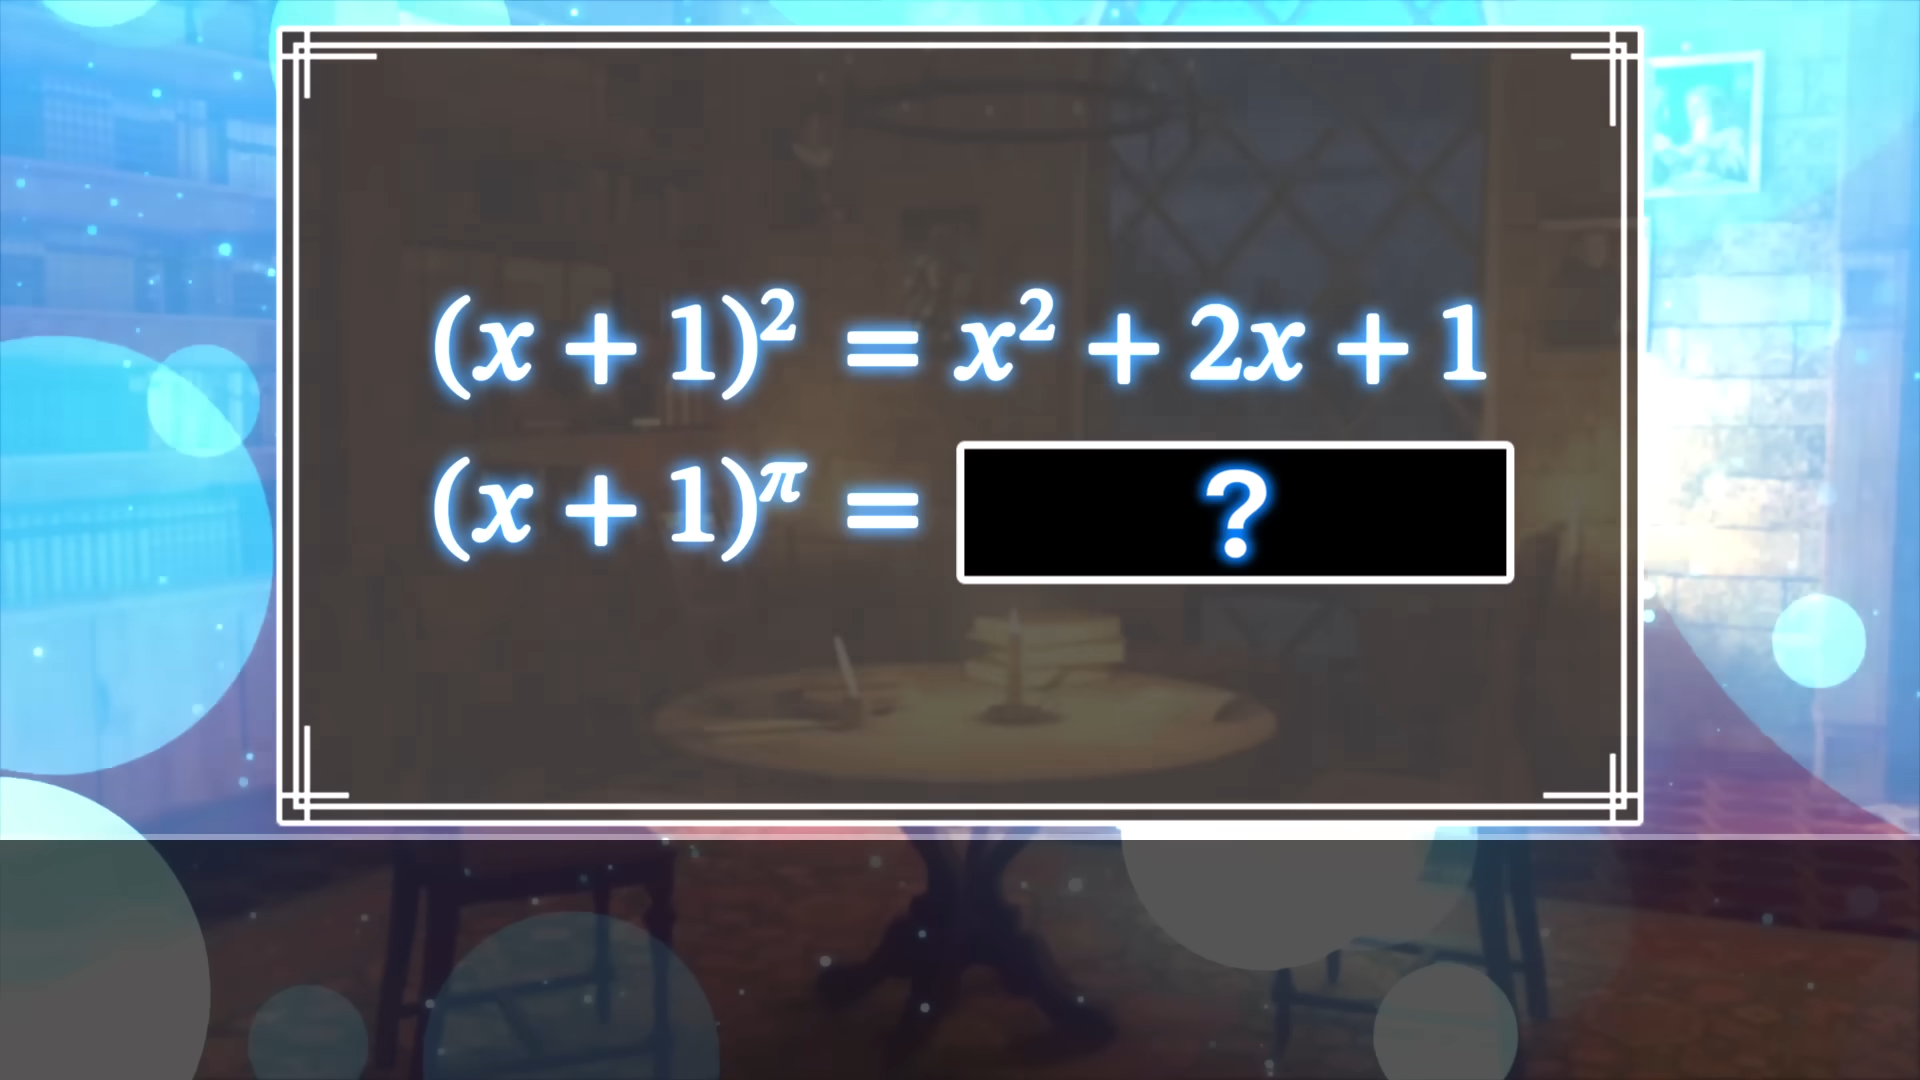 (x + 1)² = x² + 2x + 1
(x + 1)^π = ?